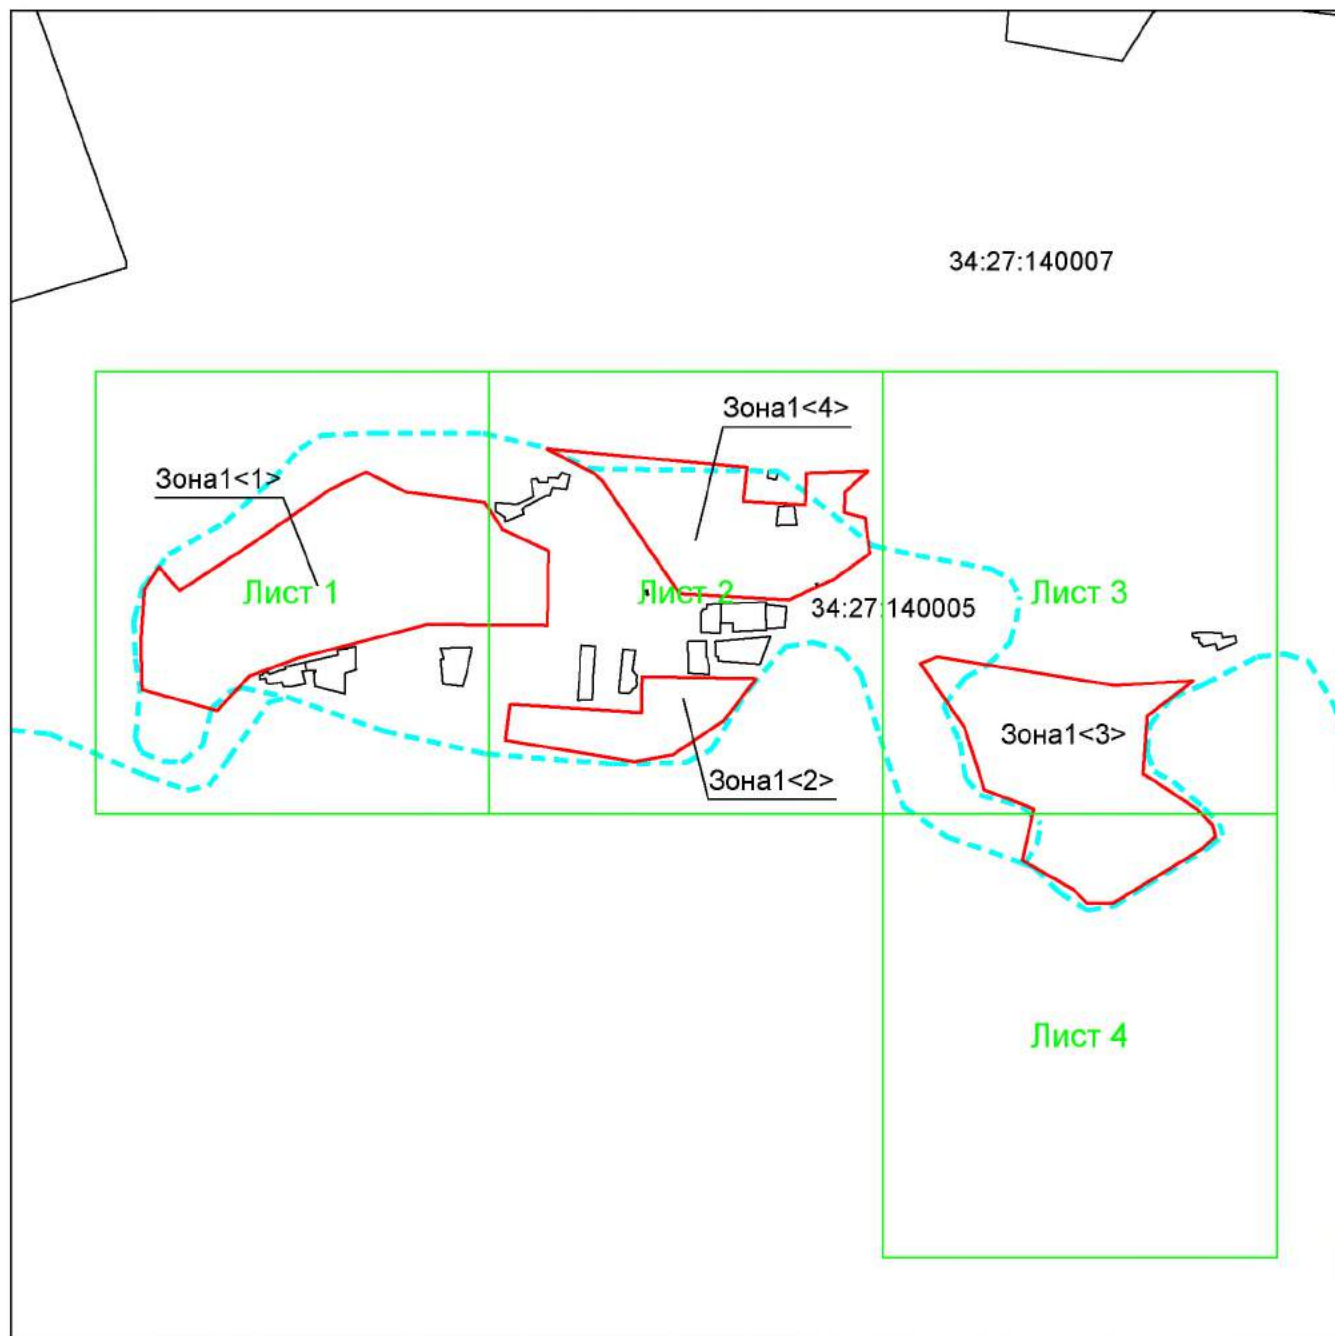 34:27:140007
Зона1<4>
Зона1<1>
Лист 1
Лист 2
Лист 3
34:27:140005
Зона1<3>
Зона1<2>
Лист 4